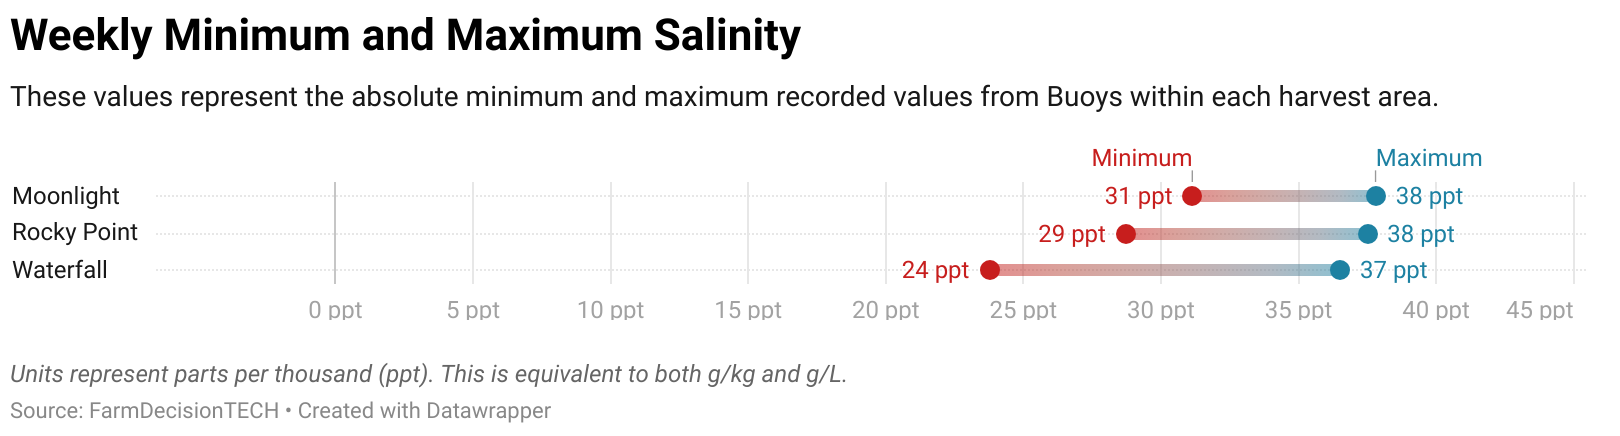 Weekly Minimum and Maximum Salinity
These values represent the absolute minimum and maximum recorded values from Buoys within each harvest area.
Minimum Maximum
Moonlight 31 ppt 38 ppt
Rocky Point 29 ppt 38 ppt
Waterfall 24 ppt 37 ppt
0 ppt 5 ppt 10 ppt 15 ppt 20 ppt 25 ppt 30 ppt 35 ppt 40 ppt 45 ppt
Units represent parts per thousand (ppt). This is equivalent to both g/kg and g/L.
Source: FarmDecisionTECH • Created with Datawrapper